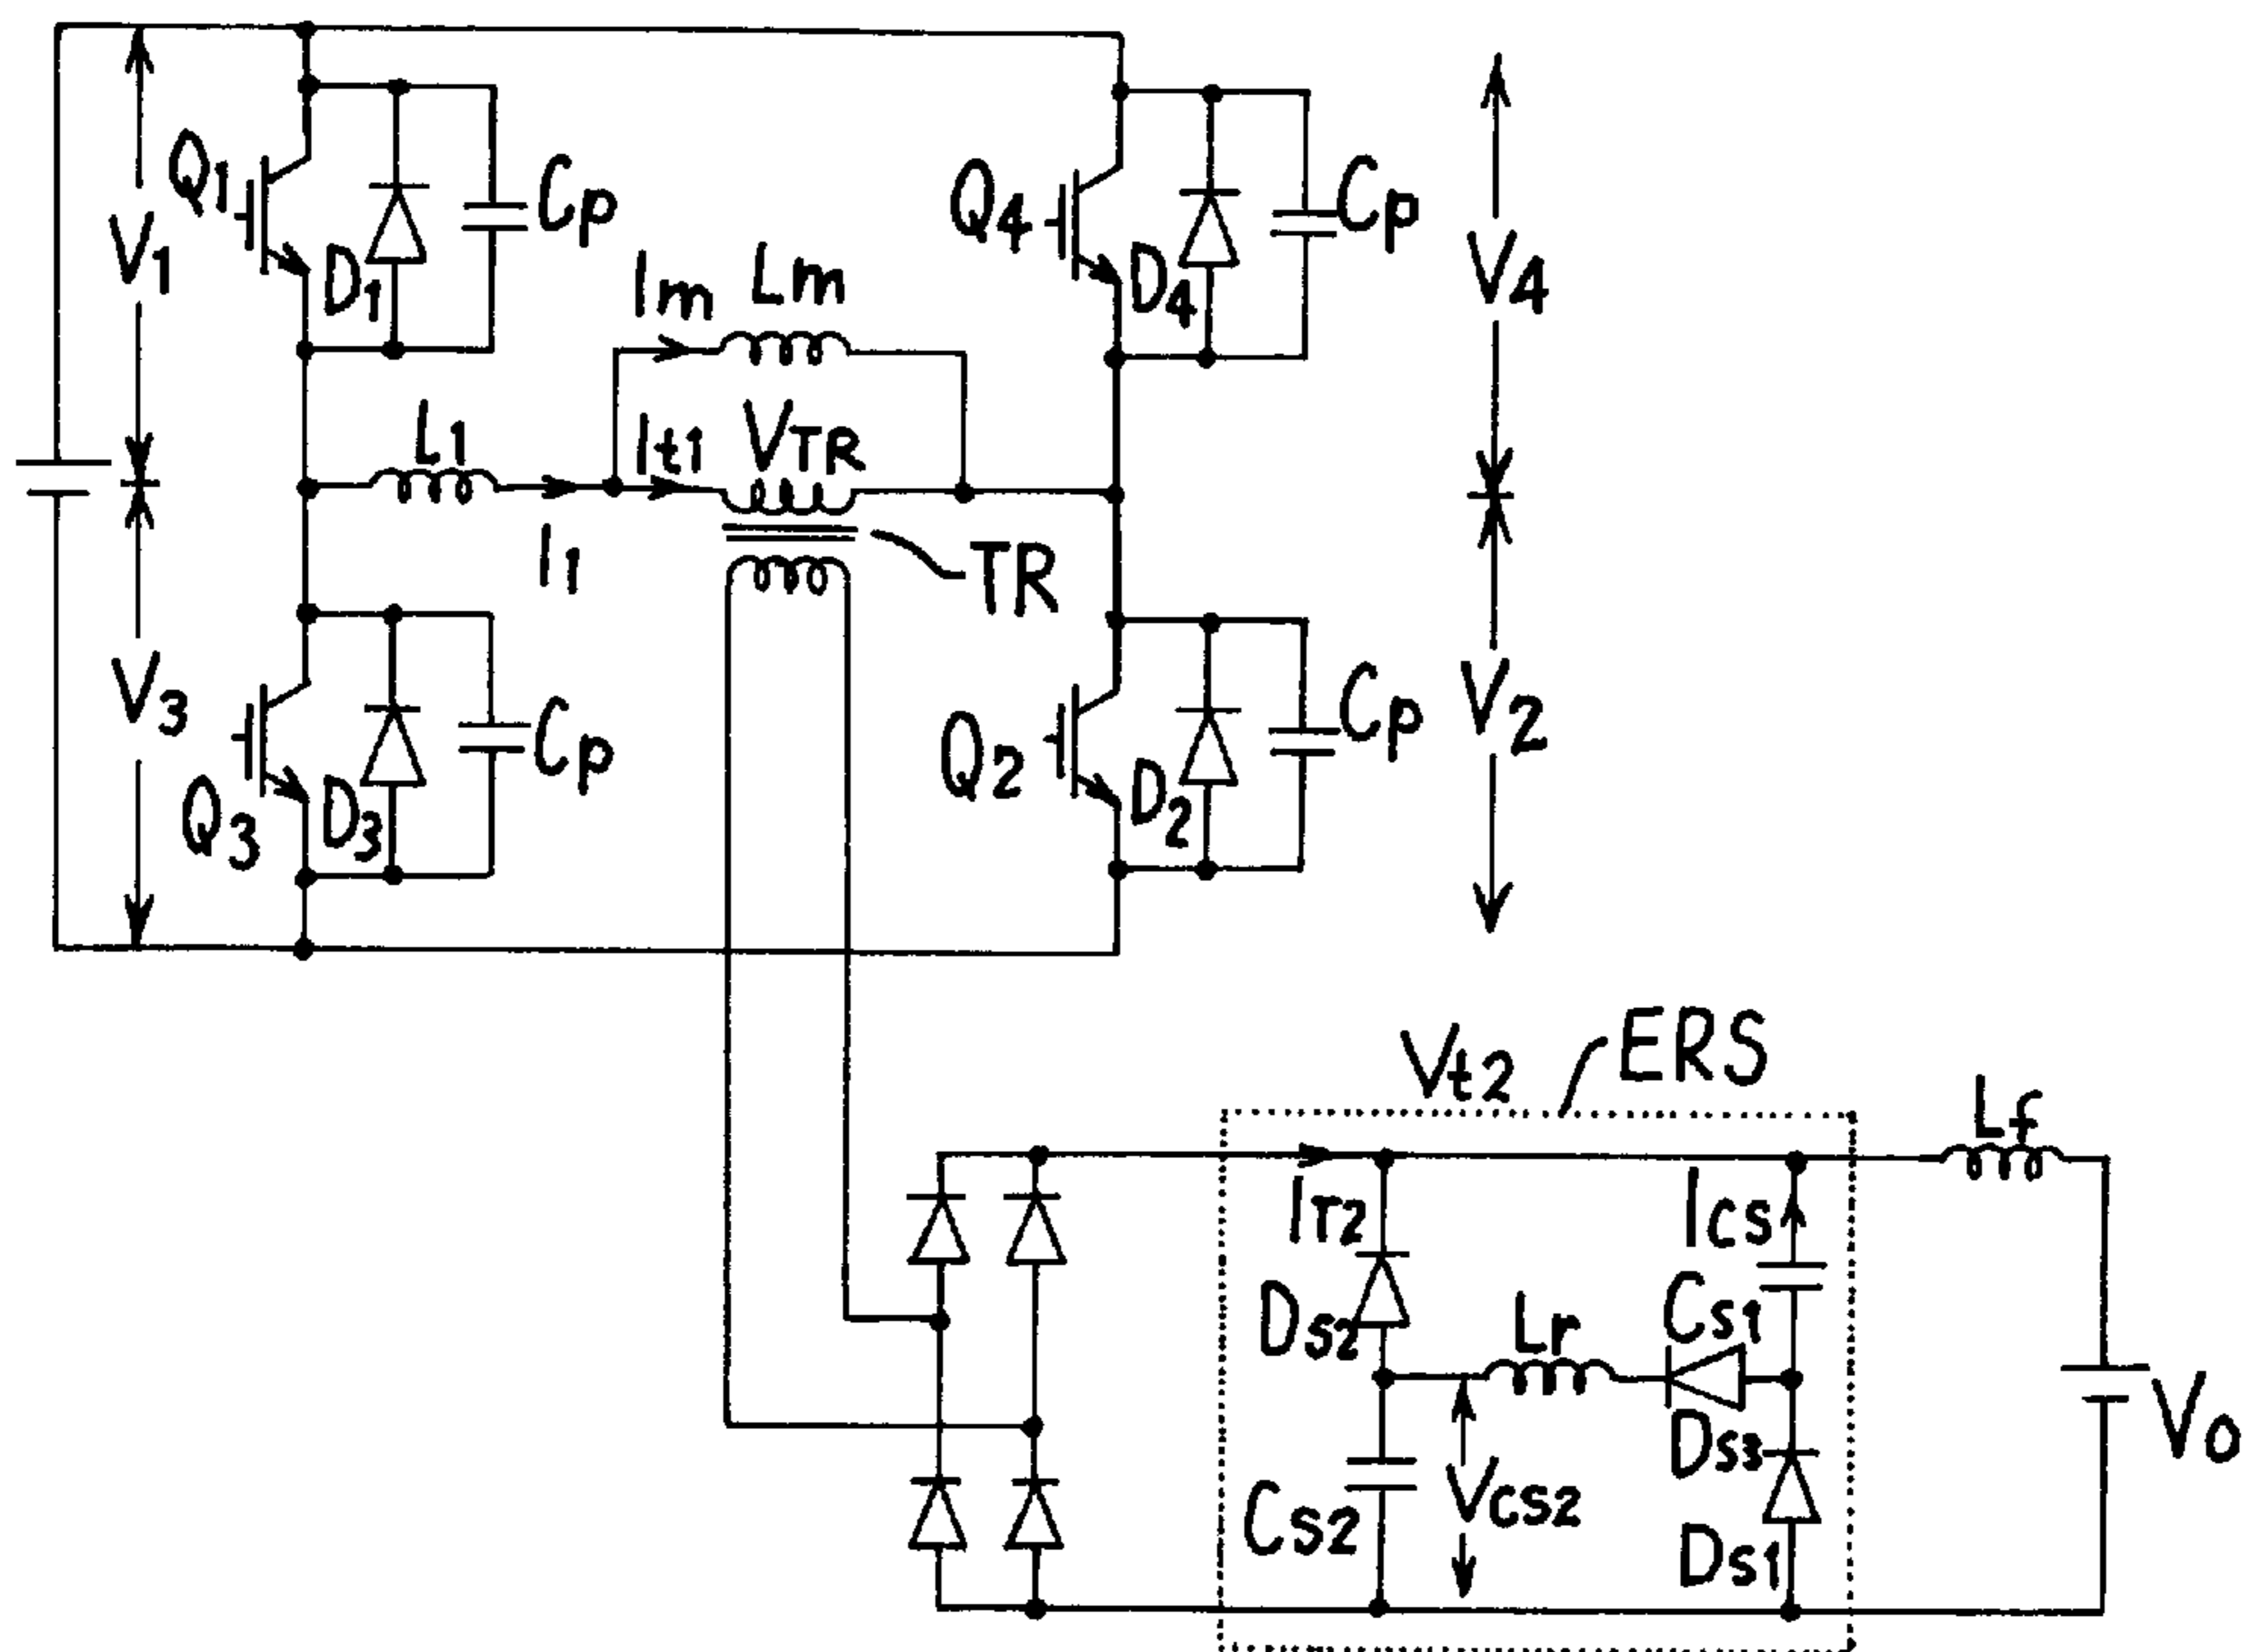 V1
Q1
D1
Cp
Q4
D4
Cp
V4
Im
Lm
L1
It1
VTR
I1
TR
V3
Q3
D3
Cp
Q2
D2
Cp
V2
Vt2
ERS
Lf
IT2
Ics
Ds2
Lr
Cs1
Ds3
Cs2
Vcs2
Ds1
Vo